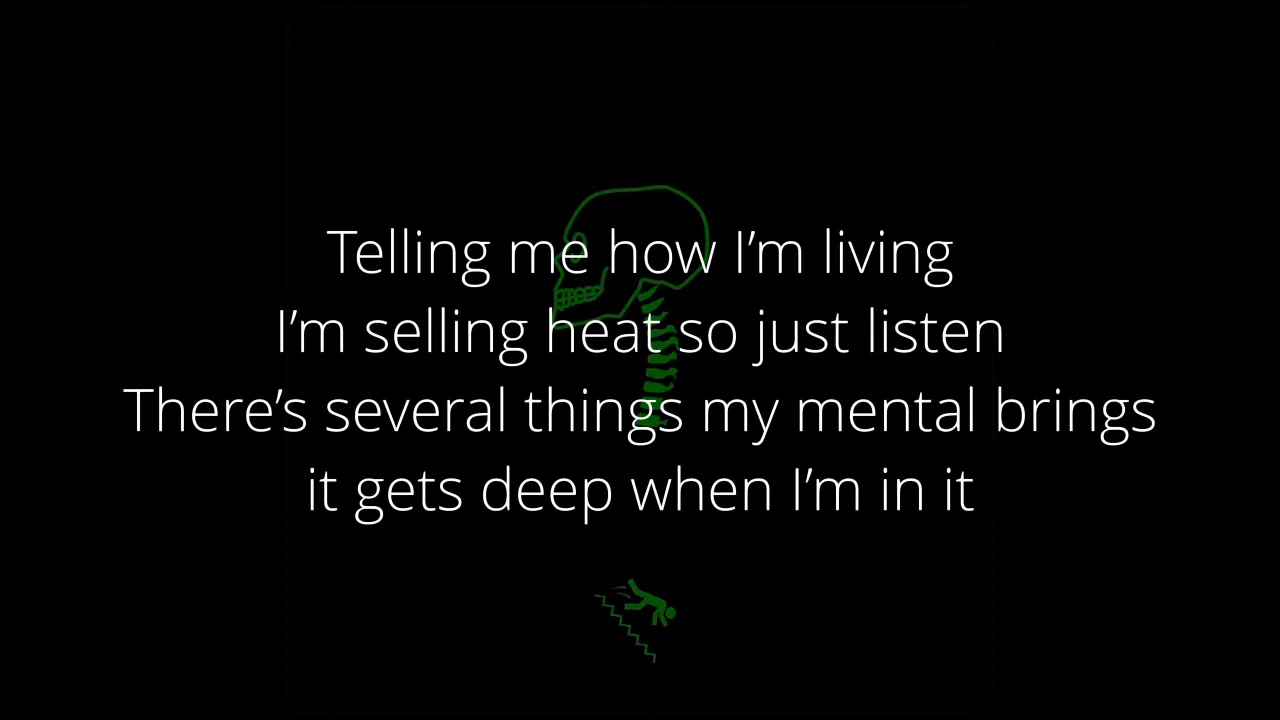 Telling me how I’m living
I’m selling heat so just listen
There’s several things my mental brings
it gets deep when I’m in it